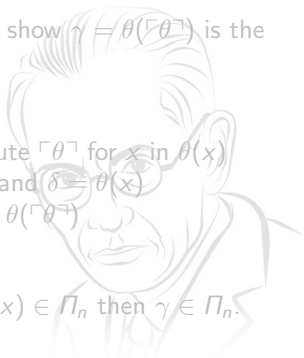 show γ = θ(⌜θ⌝) is the
ute ⌜θ⌝ for x in θ(x)
and δ = θ(x)
θ(⌜θ⌝)
x) ∈ Πₙ then γ ∈ Πₙ.